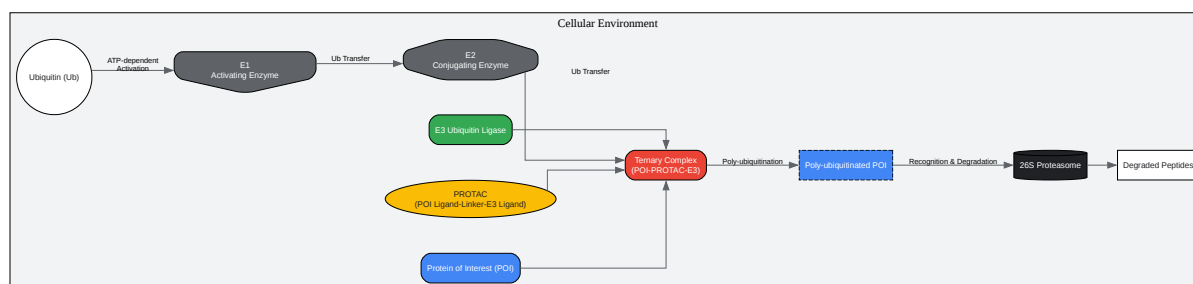 Cellular Environment
Ubiquitin (Ub)
ATP-dependent
Activation
E1
Activating Enzyme
Ub Transfer
E2
Conjugating Enzyme
Ub Transfer
E3 Ubiquitin Ligase
Ternary Complex
(POI-PROTAC-E3)
Poly-ubiquitination
Poly-ubiquitinated POI
Recognition & Degradation
26S Proteasome
Degraded Peptides
PROTAC
(POI Ligand-Linker-E3 Ligand)
Protein of Interest (POI)